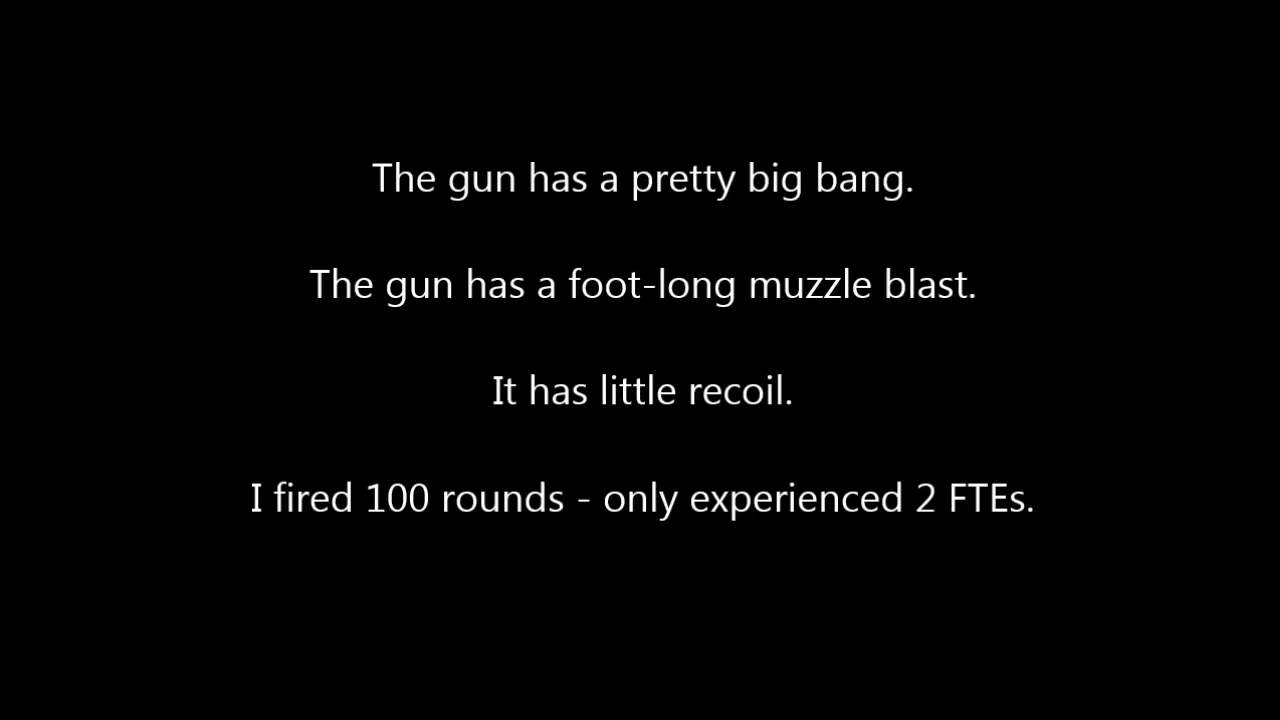 The gun has a pretty big bang.
The gun has a foot-long muzzle blast.
It has little recoil.
I fired 100 rounds - only experienced 2 FTEs.